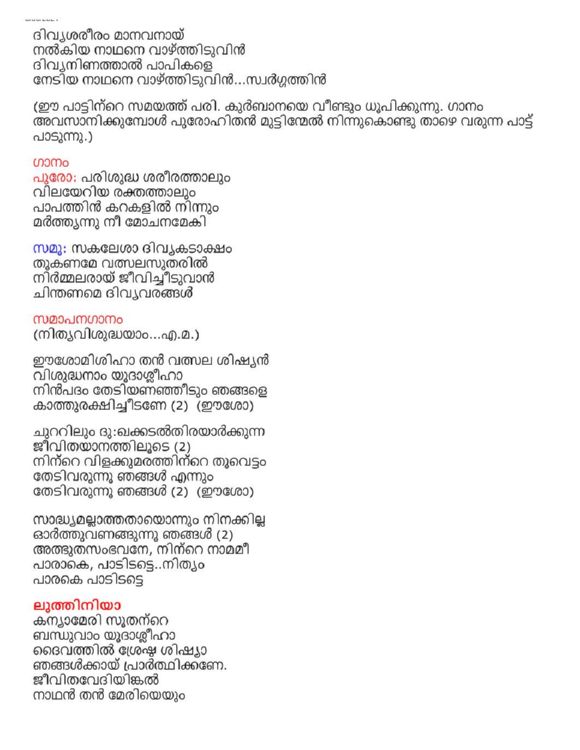 ദിവ്യശരീരം മാനവനായ്
നൽകിയ നാഥനെ വാഴ്ത്തിടുവിൻ
ദിവ്യനിണത്താൽ പാപികളെ
നേടിയ നാഥനെ വാഴ്ത്തിടുവിൻ...സ്വർഗ്ഗത്തിൻ
(ഈ പാട്ടിന്റെ സമയത്ത് പരി. കുർബാനയെ വീണ്ടും ധൂപിക്കുന്നു. ഗാനം
അവസാനിക്കുമ്പോൾ പുരോഹിതൻ മുട്ടിന്മേൽ നിന്നുകൊണ്ടു താഴെ വരുന്ന പാട്ട്
പാടുന്നു.)
ഗാനം
പുരോ: പരിശുദ്ധ ശരീരത്താലും
വിലയേറിയ രക്തത്താലും
പാപത്തിൻ കറകളിൽ നിന്നും
മർത്ത്യന്നു നീ മോചനമേകി
സമൂ: സകലേശാ ദിവ്യകടാക്ഷം
തൂകണമേ വത്സലസുതരിൽ
നിർമ്മലരായ് ജീവിച്ചീടുവാൻ
ചിന്തണമെ ദിവ്യവരങ്ങൾ
സമാപനഗാനം
(നിത്യവിശുദ്ധയാം...എ.മ.)
ഈശോമിശിഹാ തൻ വത്സല ശിഷ്യൻ
വിശുദ്ധനാം യൂദാശ്ലീഹാ
നിൻപദം തേടിയണഞ്ഞീടും ഞങ്ങളെ
കാത്തുരക്ഷിച്ചീടണേ (2) (ഈശോ)
ചുററിലും ദു:ഖക്കടൽതിരയാർക്കുന്ന
ജീവിതയാനത്തിലൂടെ (2)
നിന്റെ വിളക്കുമരത്തിന്റെ തൂവെട്ടം
തേടിവരുന്നൂ ഞങ്ങൾ എന്നും
തേടിവരുന്നൂ ഞങ്ങൾ (2) (ഈശോ)
സാദ്ധ്യമല്ലാത്തതായൊന്നും നിനക്കില്ല
ഓർത്തുവണങ്ങുന്നൂ ഞങ്ങൾ (2)
അത്ഭുതസംഭവനേ, നിന്റെ നാമമീ
പാരാകെ, പാടിടട്ടെ..നിത്യം
പാരകെ പാടിടട്ടെ
ലുത്തിനിയാ
കന്യാമേരി സൂതന്റെ
ബന്ധുവാം യൂദാശ്ലീഹാ
ദൈവത്തിൽ ശ്രേഷ്ഠ ശിഷ്യാ
ഞങ്ങൾക്കായ് പ്രാർത്ഥിക്കണേ.
ജീവിതവേദിയിങ്കൽ
നാഥൻ തൻ മേരിയെയും